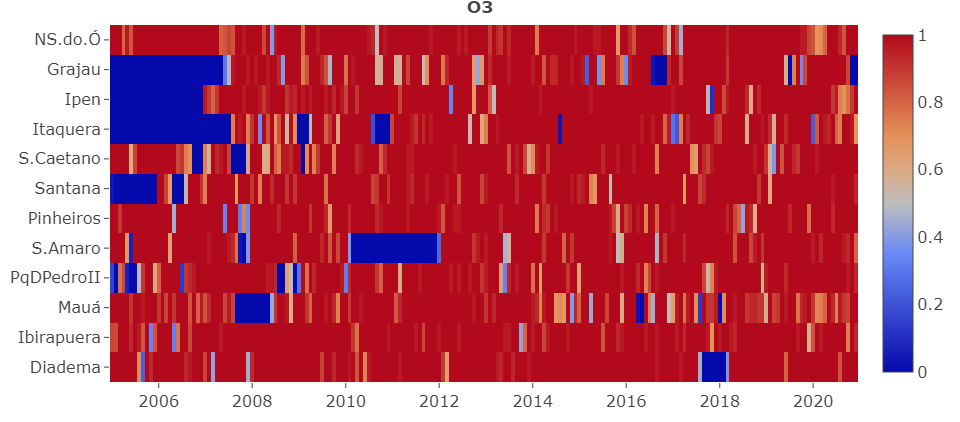 O3
NS.do.Ó
Grajau
Ipen
Itaquera
S.Caetano
Santana
Pinheiros
S.Amaro
PqDPedroII
Mauá
Ibirapuera
Diadema
2006 2008 2010 2012 2014 2016 2018 2020
1
0.8
0.6
0.4
0.2
0